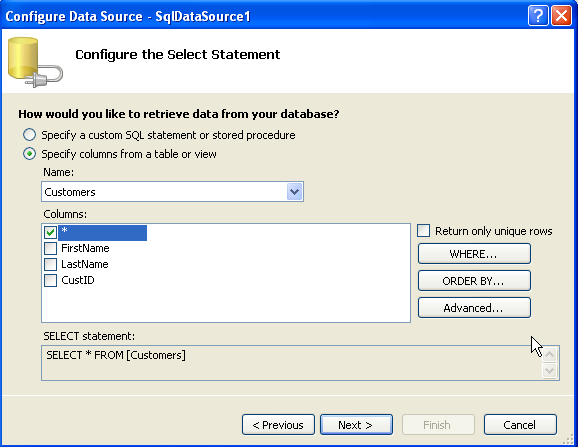 Configure Data Source - SqlDataSource1
Configure the Select Statement
How would you like to retrieve data from your database?
Specify a custom SQL statement or stored procedure
Specify columns from a table or view
Name:
Customers
Columns:
*
Return only unique rows
FirstName
WHERE...
LastName
CustID
ORDER BY...
Advanced...
SELECT statement:
SELECT * FROM [Customers]
< Previous
Next >
Finish
Cancel